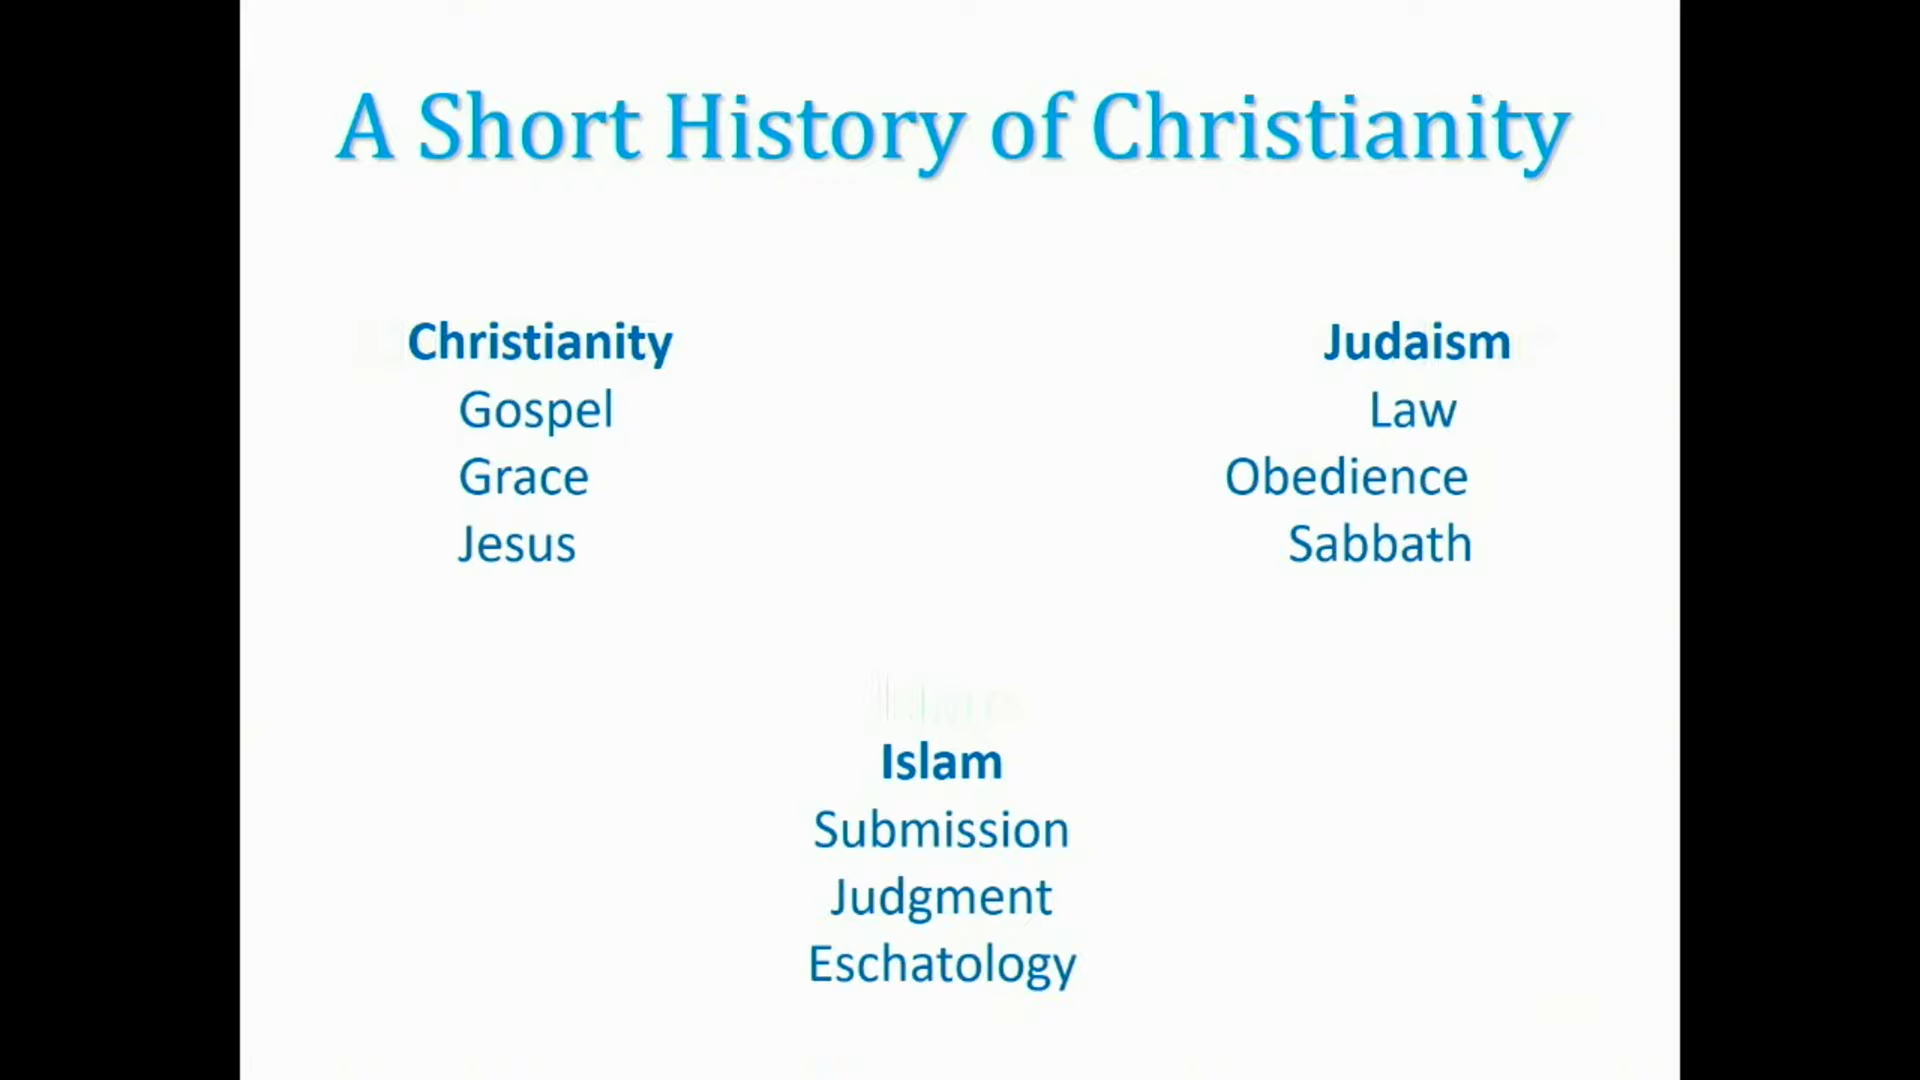 A Short History of Christianity
Christianity
Gospel
Grace
Jesus
Judaism
Law
Obedience
Sabbath
Islam
Submission
Judgment
Eschatology